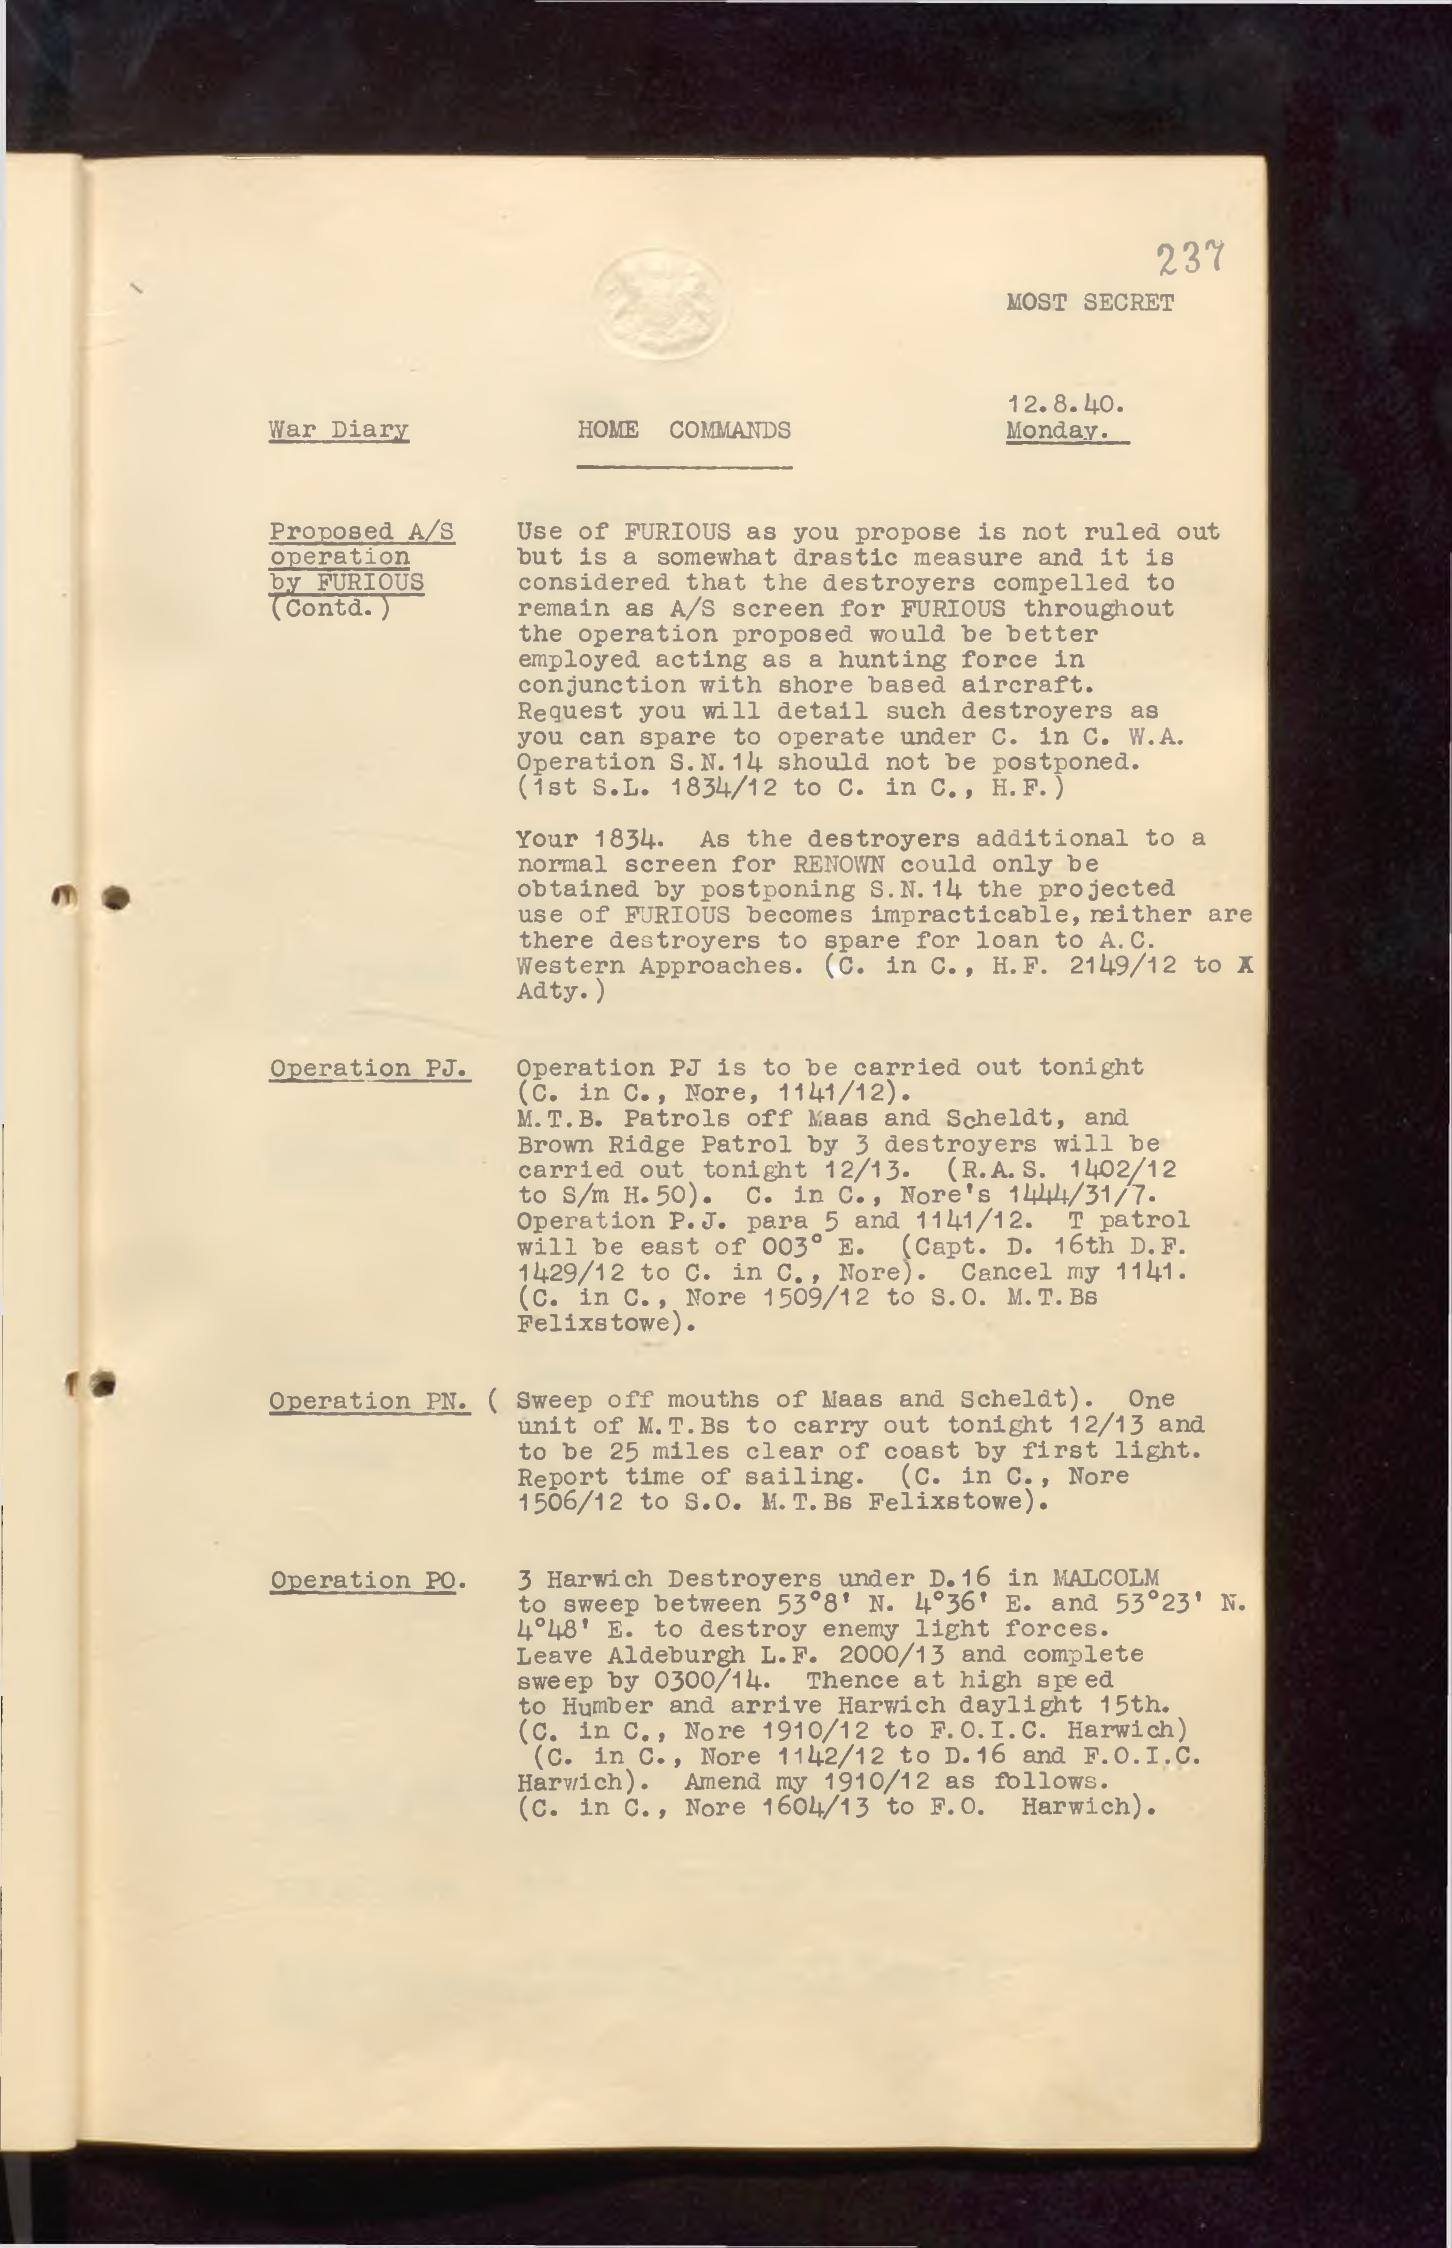 237
MOST SECRET
12.8.40.
War Diary HOME COMMANDS Monday.
Proposed A/S Use of FURIOUS as you propose is not ruled out
operation but is a somewhat drastic measure and it is
by FURIOUS considered that the destroyers compelled to
(Contd.) remain as A/S screen for FURIOUS throughout
the operation proposed would be better
employed acting as a hunting force in
conjunction with shore based aircraft.
Request you will detail such destroyers as
you can spare to operate under C. in C. W.A.
Operation S.N.14 should not be postponed.
(1st S.L. 1834/12 to C. in C., H.F.)
Your 1834. As the destroyers additional to a
normal screen for RENOWN could only be
obtained by postponing S.N.14 the projected
use of FURIOUS becomes impracticable, neither are
there destroyers to spare for loan to A.C.
Western Approaches. (C. in C., H.F. 2149/12 to X
Adty.)
Operation PJ. Operation PJ is to be carried out tonight
(C. in C., Nore, 1141/12).
M.T.B. Patrols off Maas and Scheldt, and
Brown Ridge Patrol by 3 destroyers will be
carried out tonight 12/13. (R.A.S. 1402/12
to S/m H.50). C. in C., Nore's 1444/31/7.
Operation P.J. para 5 and 1141/12. T patrol
will be east of 003° E. (Capt. D. 16th D.F.
1429/12 to C. in C., Nore). Cancel my 1141.
(C. in C., Nore 1509/12 to S.O. M.T.Bs
Felixstowe).
Operation PN. ( Sweep off mouths of Maas and Scheldt). One
unit of M.T.Bs to carry out tonight 12/13 and
to be 25 miles clear of coast by first light.
Report time of sailing. (C. in C., Nore
1506/12 to S.O. M.T.Bs Felixstowe).
Operation PO. 3 Harwich Destroyers under D.16 in MALCOLM
to sweep between 53°8' N. 4°36' E. and 53°23' N.
4°48' E. to destroy enemy light forces.
Leave Aldeburgh L.F. 2000/13 and complete
sweep by 0300/14. Thence at high speed
to Humber and arrive Harwich daylight 15th.
(C. in C., Nore 1910/12 to F.O.I.C. Harwich)
(C. in C., Nore 1142/12 to D.16 and F.O.I.C.
Harwich). Amend my 1910/12 as follows.
(C. in C., Nore 1604/13 to F.O. Harwich).